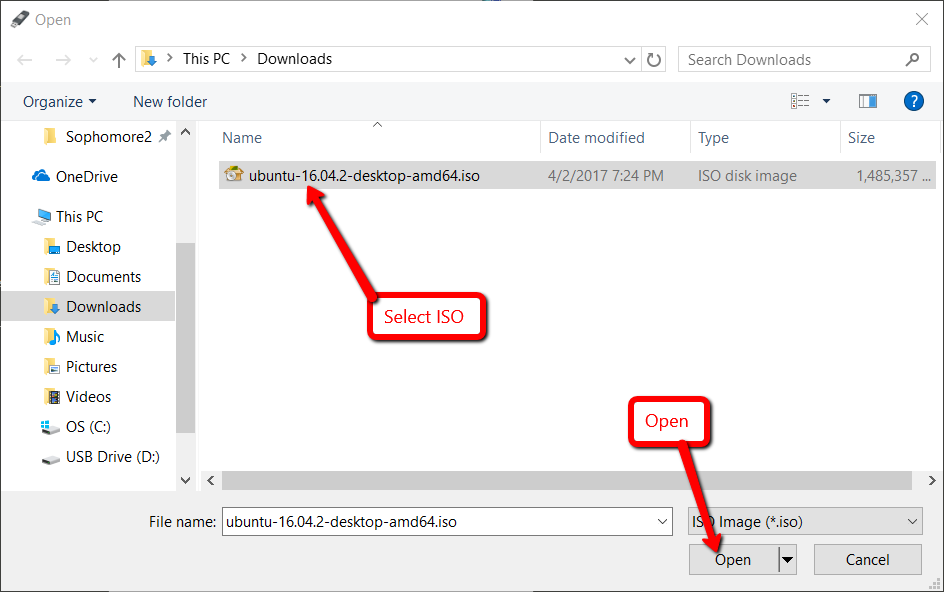 Open
This PC > Downloads
Search Downloads
Organize
New folder
?
Name
Date modified
Type
Size
Sophomore2
OneDrive
This PC
Desktop
Documents
Downloads
Music
Pictures
Videos
OS (C:)
USB Drive (D:)
ubuntu-16.04.2-desktop-amd64.iso
4/2/2017 7:24 PM
ISO disk image
1,485,357 ...
Select ISO
Open
File name:
ubuntu-16.04.2-desktop-amd64.iso
ISO Image (*.iso)
Open
Cancel